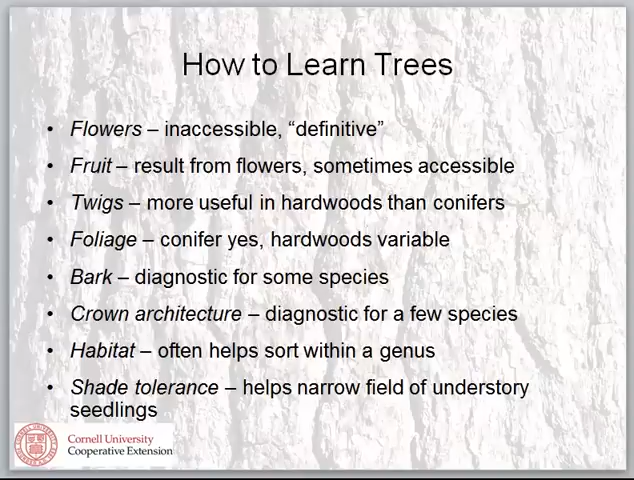 How to Learn Trees
• Flowers – inaccessible, “definitive”
• Fruit – result from flowers, sometimes accessible
• Twigs – more useful in hardwoods than conifers
• Foliage – conifer yes, hardwoods variable
• Bark – diagnostic for some species
• Crown architecture – diagnostic for a few species
• Habitat – often helps sort within a genus
• Shade tolerance – helps narrow field of understory
seedlings
Cornell University
Cooperative Extension